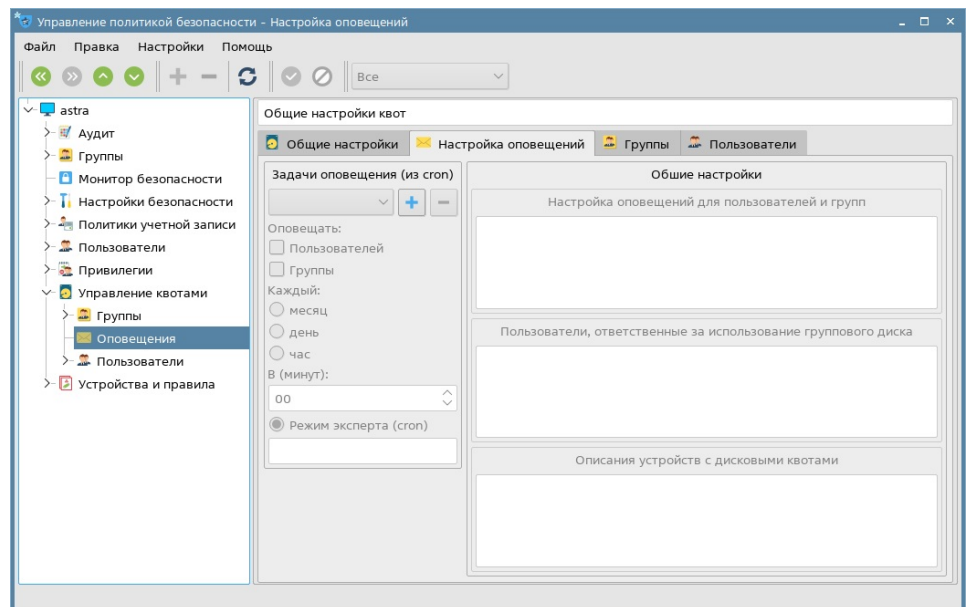 Управление политикой безопасности – Настройка оповещений
Файл Правка Настройки Помощь
Все
astra
Аудит
Группы
Монитор безопасности
Настройки безопасности
Политики учетной записи
Пользователи
Привилегии
Управление квотами
Группы
Оповещения
Пользователи
Устройства и правила
Общие настройки квот
Общие настройки Настройка оповещений Группы Пользователи
Задачи оповещения (из cron)
Оповещать:
Пользователей
Группы
Каждый:
месяц
день
час
В (минут):
00
Режим эксперта (cron)
Обшие настройки
Настройка оповещений для пользователей и групп
Пользователи, ответственные за использование группового диска
Описания устройств с дисковыми квотами